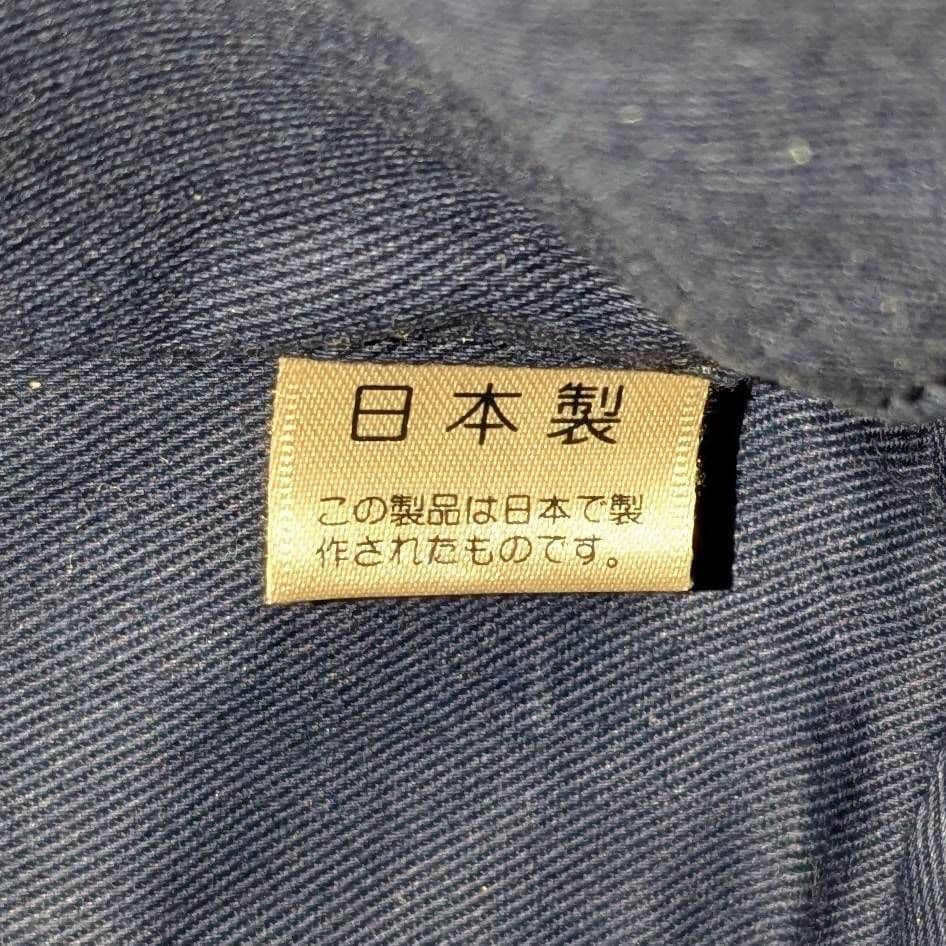 日本製
この製品は日本で製
作されたものです。